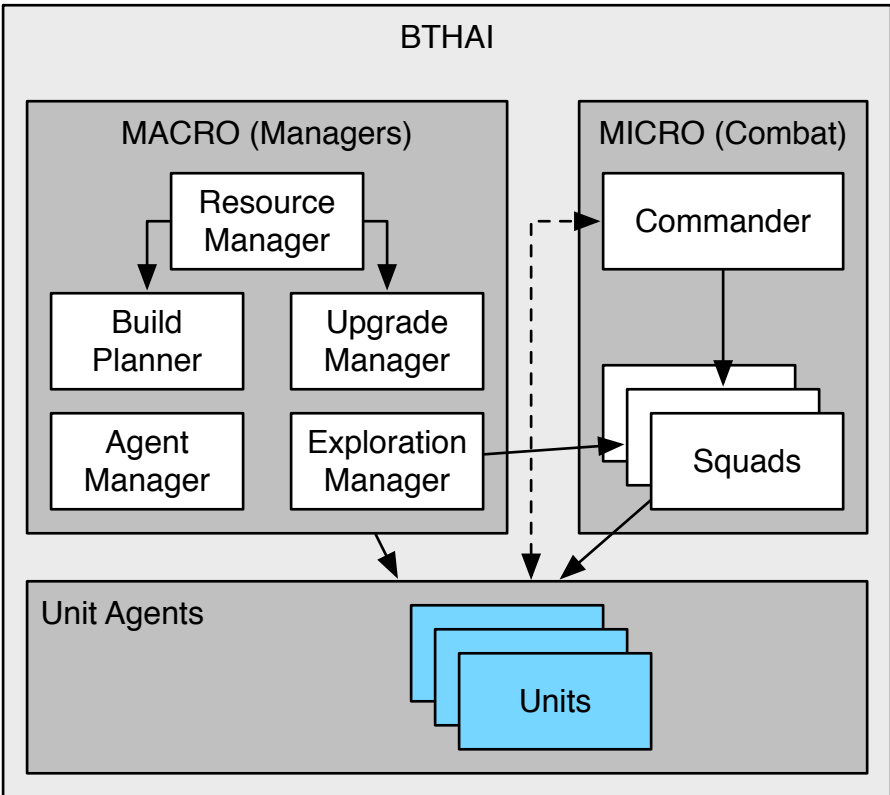 BTHAI
MACRO (Managers)
Resource
Manager
Build
Planner
Upgrade
Manager
Agent
Manager
Exploration
Manager
MICRO (Combat)
Commander
Squads
Unit Agents
Units